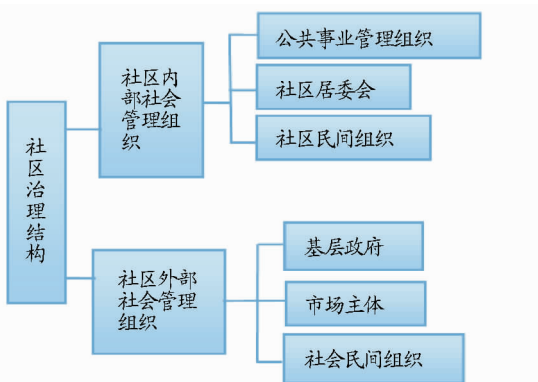 社区治理结构
社区内
部社会
管理组
织
公共事业管理组织
社区居委会
社区民间组织
社区外部
社会管理
组织
基层政府
市场主体
社会民间组织